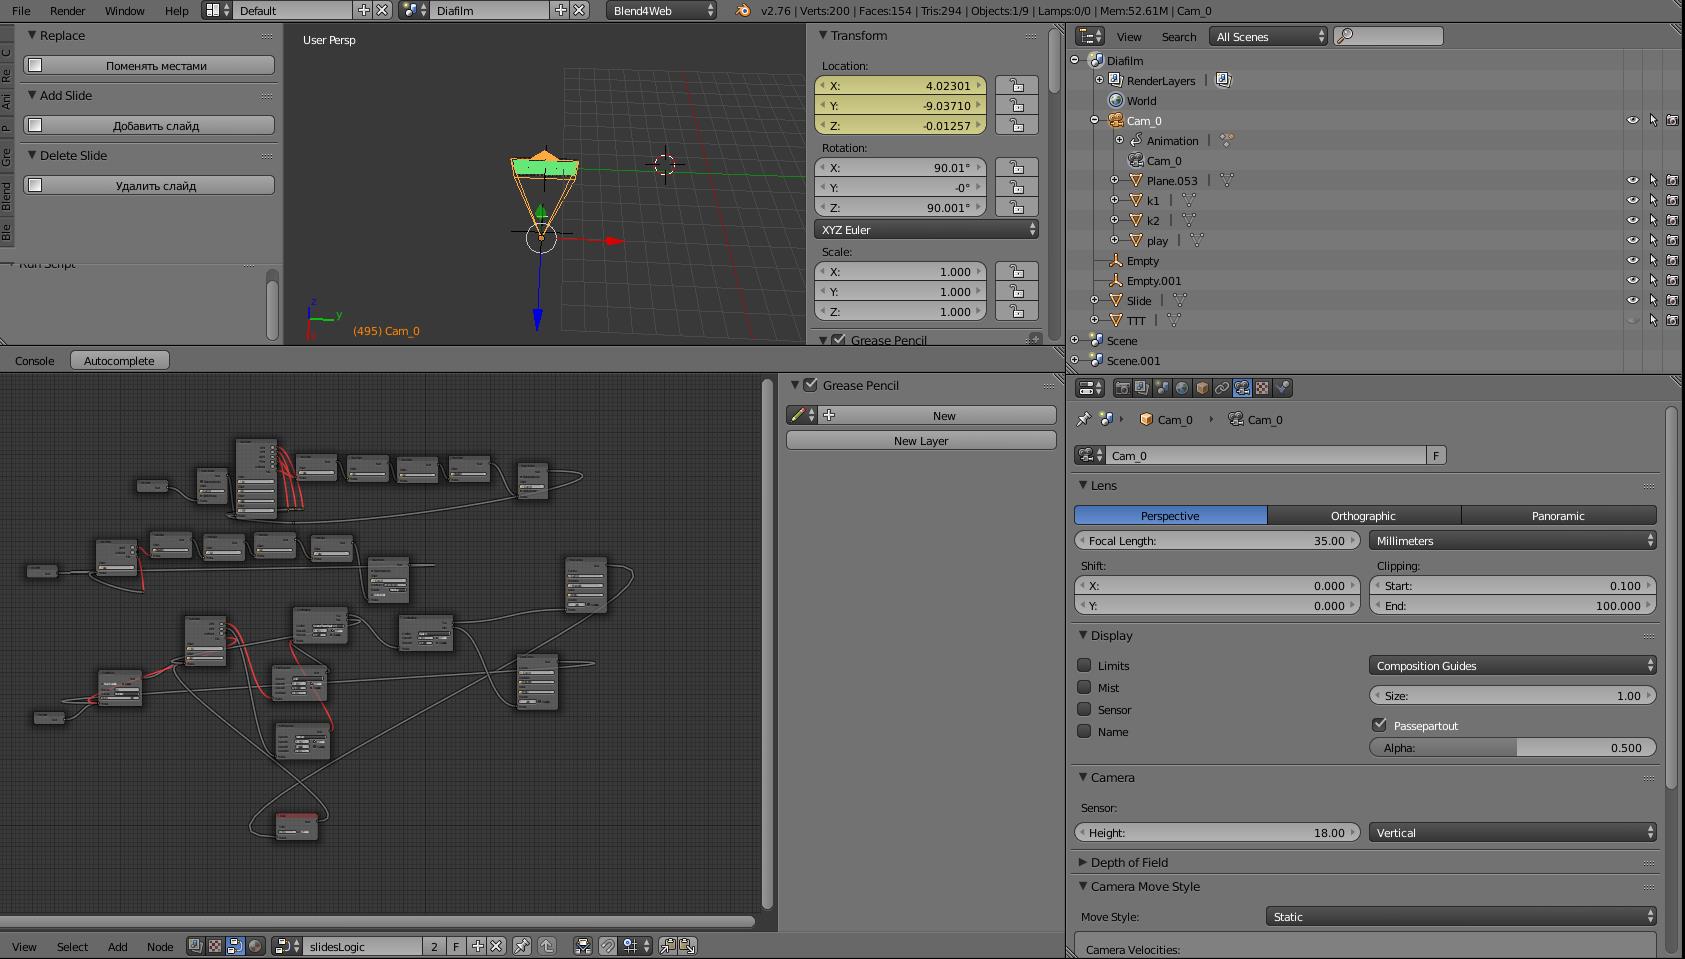 File Render Window Help Default Diafilm Blend4Web v2.76 | Verts:200 | Faces:154 | Tris:294 | Objects:1/9 | Lamps:0/0 | Mem:52.61M | Cam_0
Replace
Поменять местами
Add Slide
Добавить слайд
Delete Slide
Удалить слайд
C
Re
Ani
P
Gre
Blend
Ble
Run Script
User Persp
z
y
(495) Cam_0
Transform
Location:
X: 4.02301
Y: -9.03710
Z: -0.01257
Rotation:
X: 90.01°
Y: -0°
Z: 90.001°
XYZ Euler
Scale:
X: 1.000
Y: 1.000
Z: 1.000
Grease Pencil
View Search All Scenes
Diafilm
RenderLayers |
World
Cam_0
Animation |
Cam_0
Plane.053 |
k1 |
k2 |
play |
Empty
Empty.001
Slide |
TTT |
Scene
Scene.001
Console Autocomplete
Grease Pencil
New
New Layer
View Select Add Node slidesLogic 2 F
Cam_0 Cam_0
Cam_0 F
Lens
Perspective Orthographic Panoramic
Focal Length: 35.00 Millimeters
Shift: Clipping:
X: 0.000 Start: 0.100
Y: 0.000 End: 100.000
Display
Limits Composition Guides
Mist Size: 1.00
Sensor Passepartout
Name Alpha: 0.500
Camera
Sensor:
Height: 18.00 Vertical
Depth of Field
Camera Move Style
Move Style: Static
Camera Velocities: